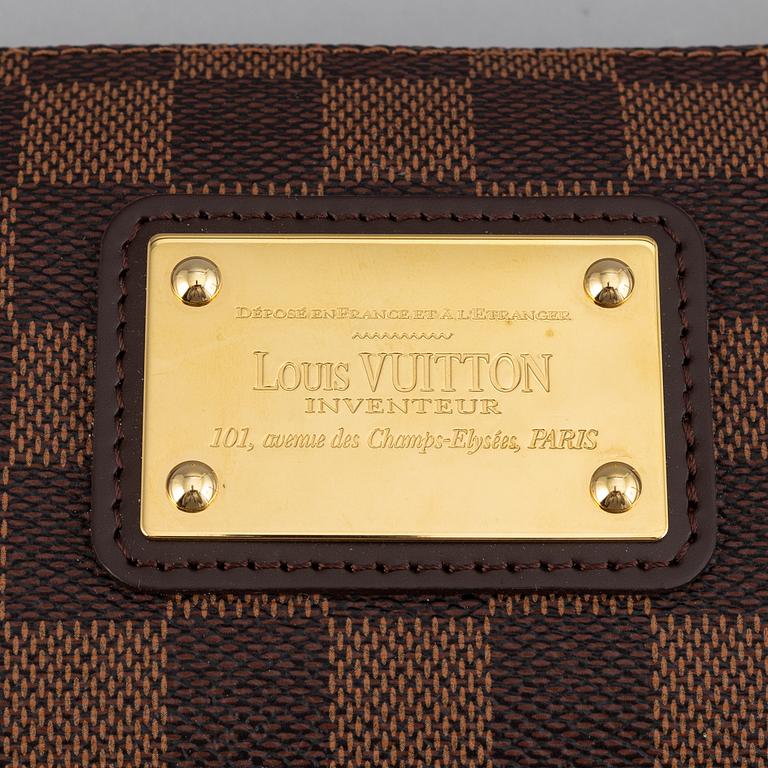 DÉPOSÉ EN FRANCE ET A L'ETRANGER
LOUIS VUITTON
INVENTEUR
101, avenue des Champs-Elysées, PARIS